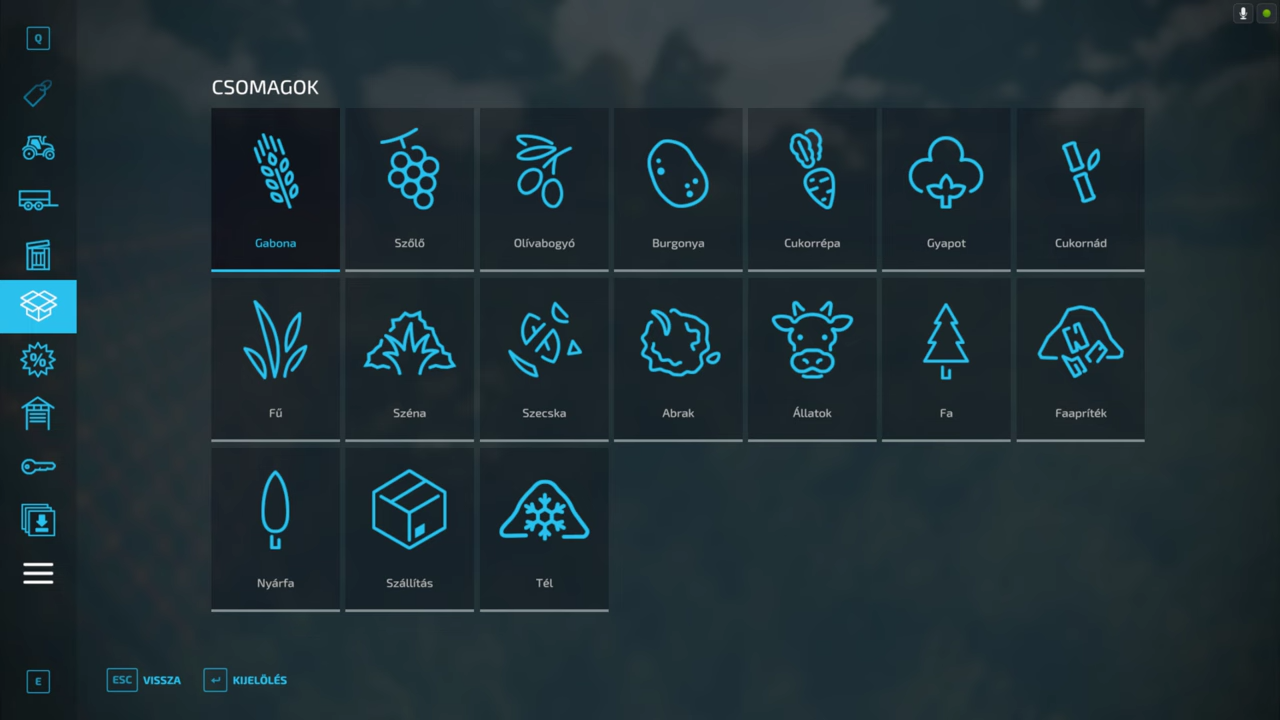 Q
CSOMAGOK
Gabona
Szőlő
Olívabogyó
Burgonya
Cukorrépa
Gyapot
Cukornád
Fű
Széna
Szecska
Abrak
Állatok
Fa
Faapríték
Nyárfa
Szállítás
Tél
%
E
ESC VISSZA
↵ KIJELÖLÉS